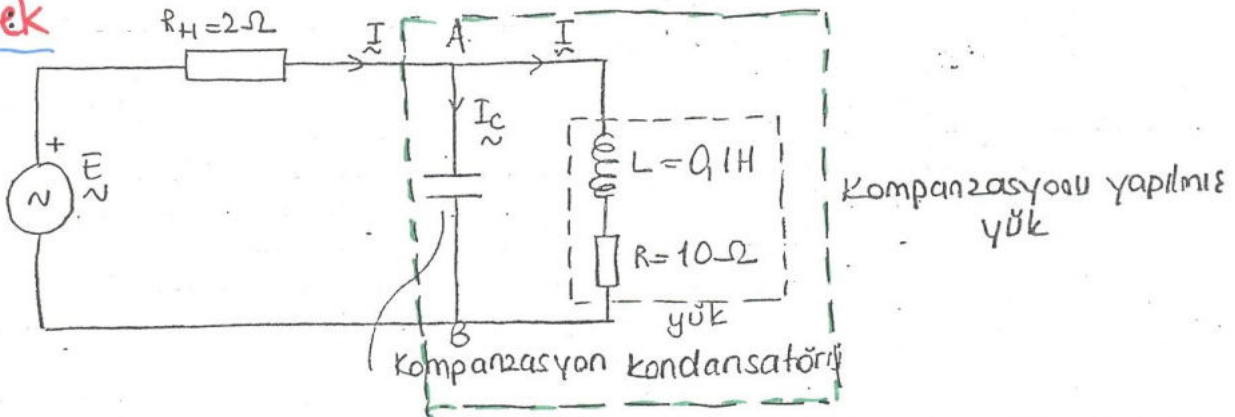 ek
R_H = 2Ω
I
A
I
I_C
+
E
~
L = 0,1H
R = 10Ω
yük
B
kompanzasyon kondansatörü
kompanzasyonu yapılmış
yük